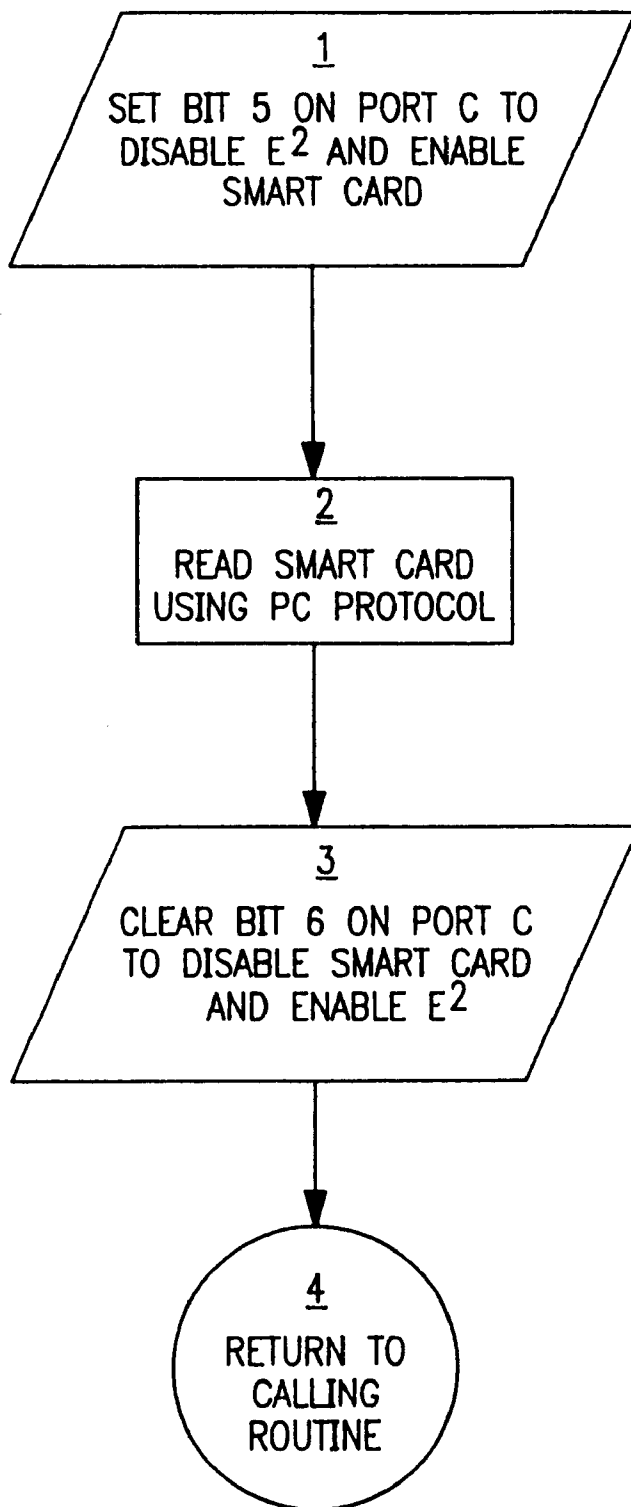 1
SET BIT 5 ON PORT C TO
DISABLE E² AND ENABLE
SMART CARD
2
READ SMART CARD
USING PC PROTOCOL
3
CLEAR BIT 6 ON PORT C
TO DISABLE SMART CARD
AND ENABLE E²
4
RETURN TO
CALLING
ROUTINE